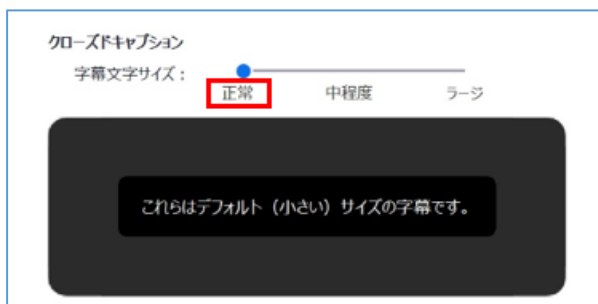 クローズドキャプション
字幕文字サイズ：
正常 中程度 ラージ
これらはデフォルト（小さい）サイズの字幕です。